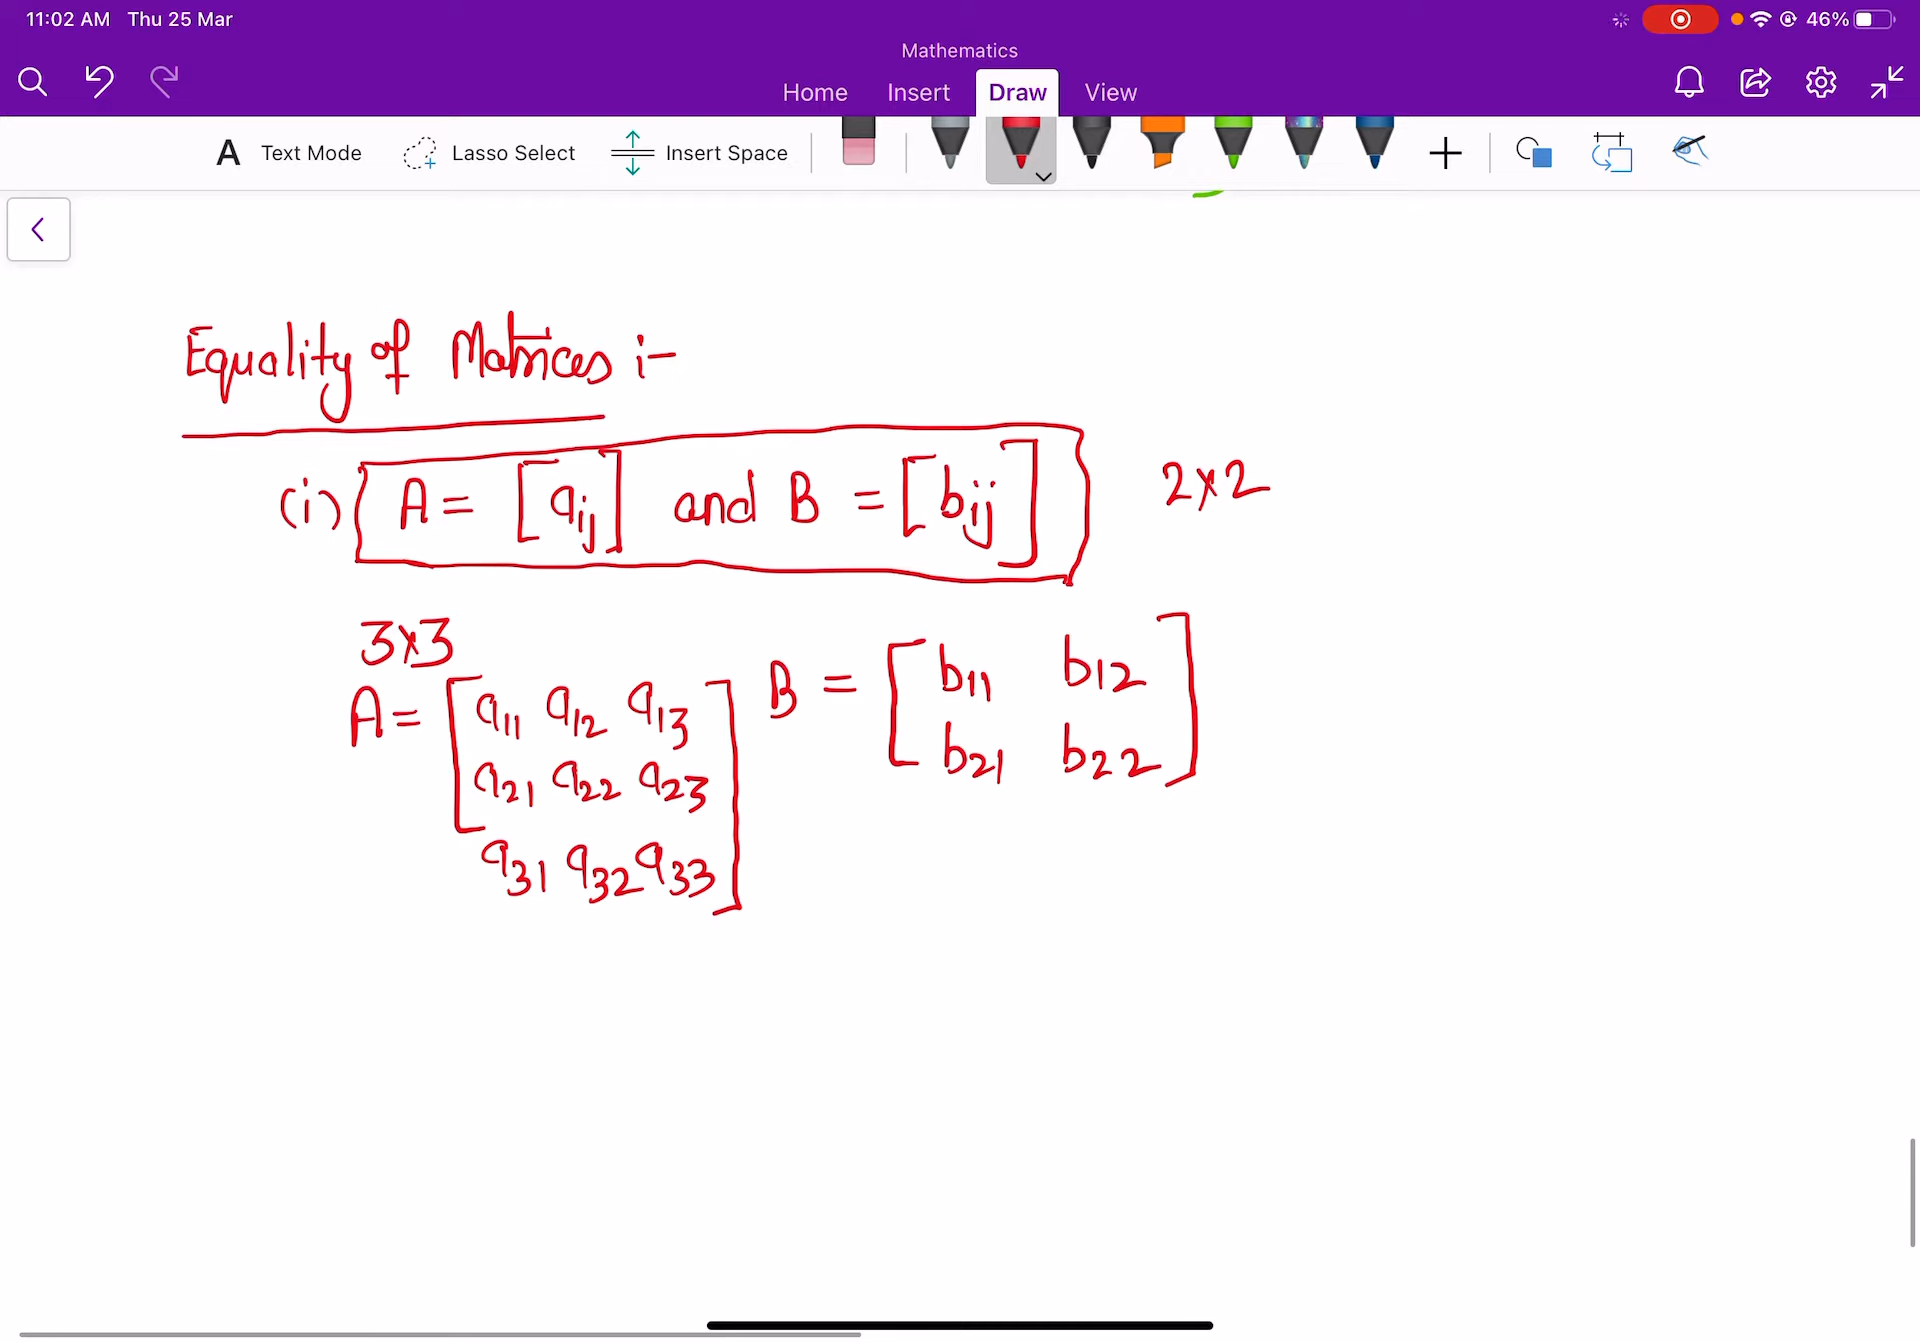 11:02 AM Thu 25 Mar 46%
Mathematics
Home Insert Draw View
A Text Mode Lasso Select Insert Space
Equality of Matrices :-
(i) A = [aij] and B = [bij] 2x2
3x3
A = [a11 a12 a13 B = [b11 b12
a21 a22 a23 b21 b22]
a31 a32 a33]